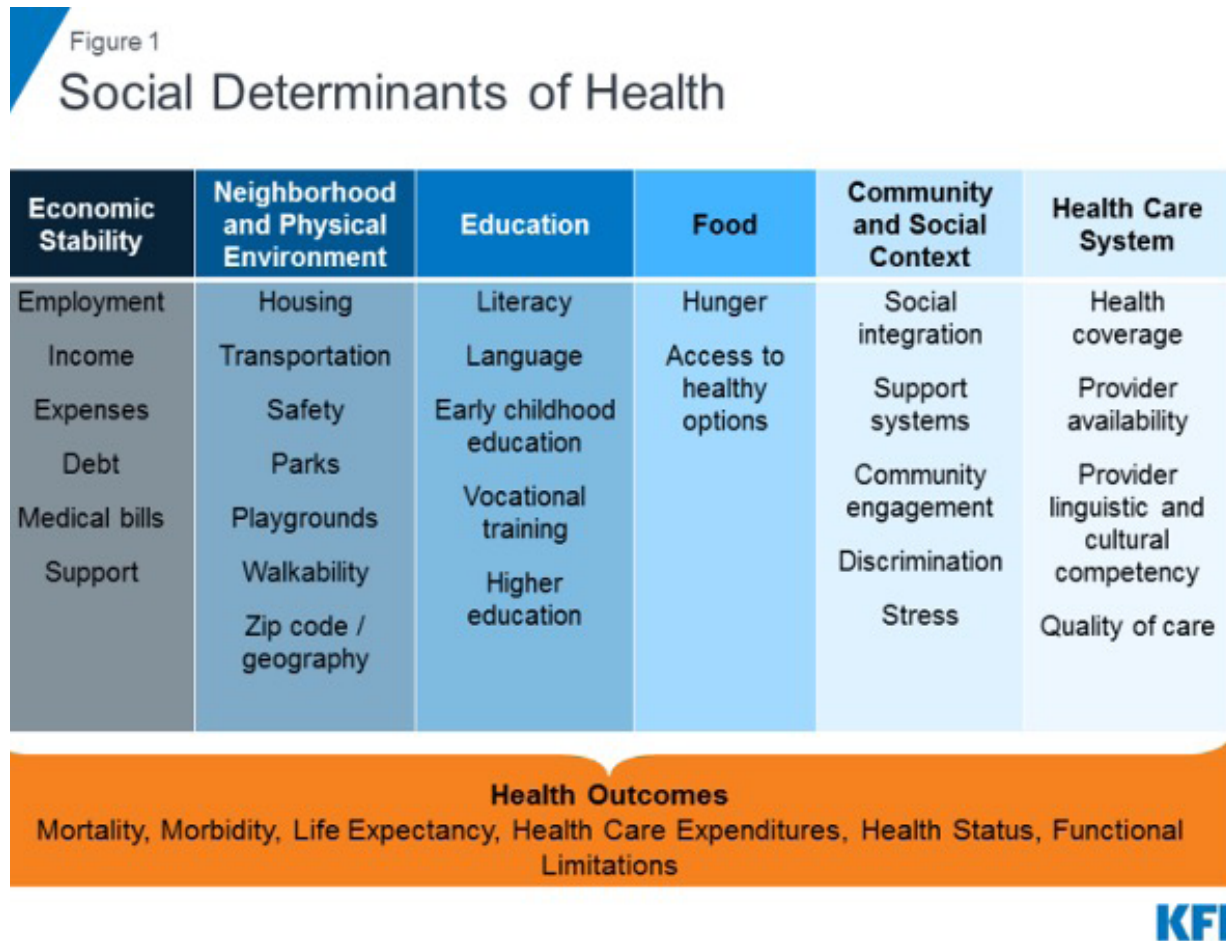 Figure 1
Social Determinants of Health
Economic
Stability
Neighborhood
and Physical
Environment
Education
Food
Community
and Social
Context
Health Care
System
Employment
Income
Expenses
Debt
Medical bills
Support
Housing
Transportation
Safety
Parks
Playgrounds
Walkability
Zip code /
geography
Literacy
Language
Early childhood
education
Vocational
training
Higher
education
Hunger
Access to
healthy
options
Social
integration
Support
systems
Community
engagement
Discrimination
Stress
Health
coverage
Provider
availability
Provider
linguistic and
cultural
competency
Quality of care
Health Outcomes
Mortality, Morbidity, Life Expectancy, Health Care Expenditures, Health Status, Functional
Limitations